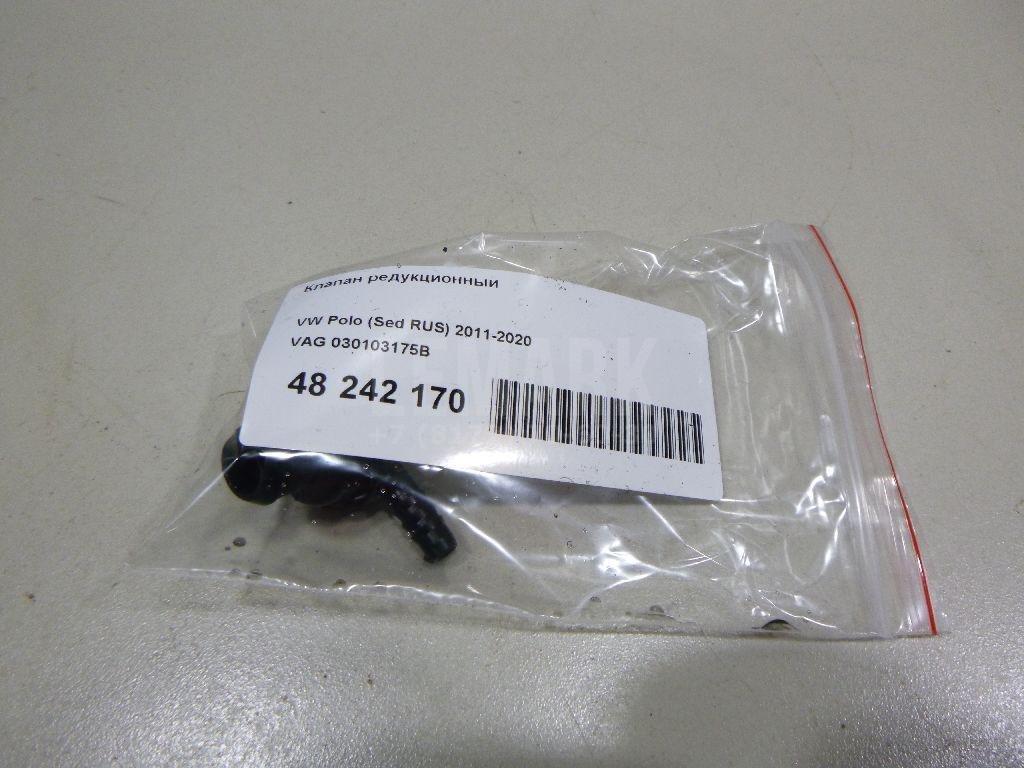 Клапан редукционный
VW Polo (Sed RUS) 2011-2020
VAG 030103175B
48 242 170